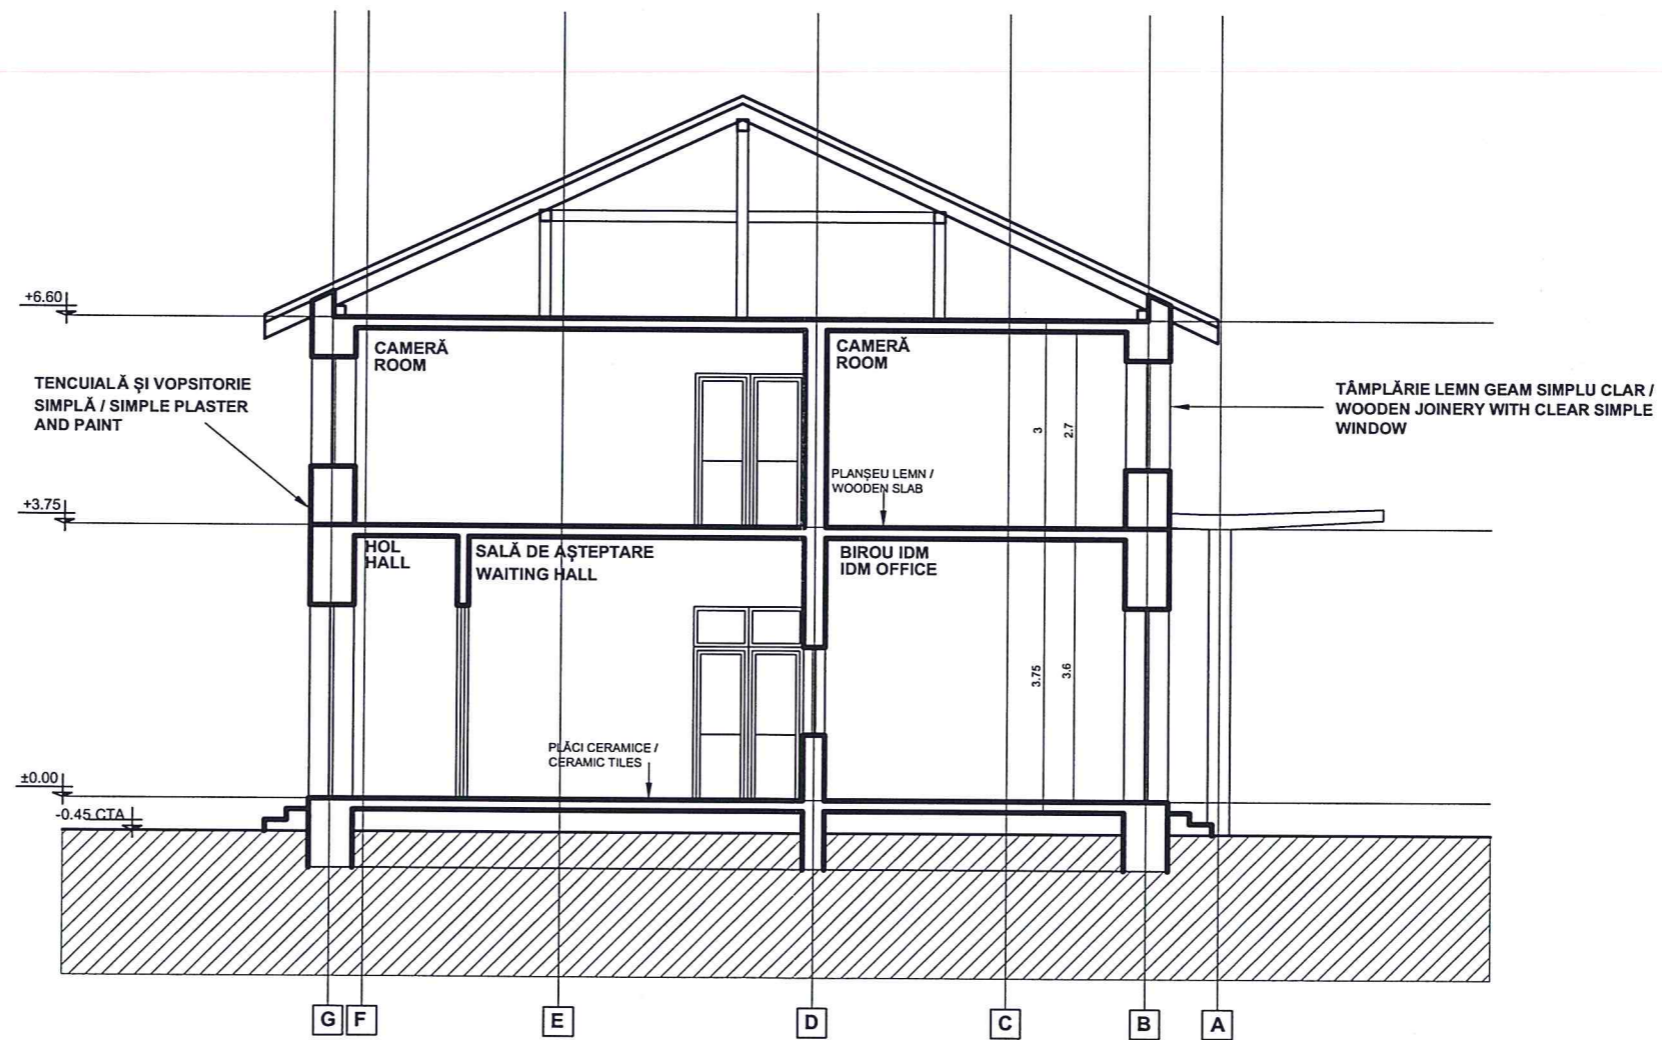 +6.60
CAMERĂ
ROOM
CAMERĂ
ROOM
TENCUIALĂ ȘI VOPSITORIE
SIMPLĂ / SIMPLE PLASTER
AND PAINT
TÂMPLĂRIE LEMN GEAM SIMPLU CLAR /
WOODEN JOINERY WITH CLEAR SIMPLE
WINDOW
3
2.7
PLANȘEU LEMN /
WOODEN SLAB
+3.75
HOL
HALL
SALĂ DE AȘTEPTARE
WAITING HALL
BIROU IDM
IDM OFFICE
3.75
3.6
PLĂCI CERAMICE /
CERAMIC TILES
±0.00
-0.45 CTA
G F E D C B A